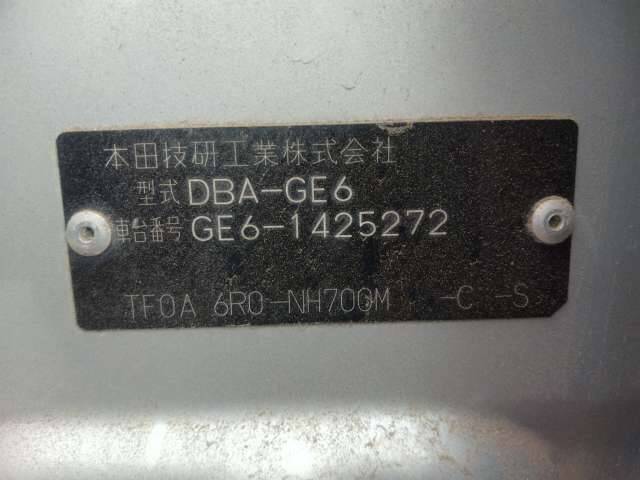 本田技研工業株式会社
型式 DBA-GE6
車台番号 GE6-1425272
TF0A 6R0-NH700M -C -S